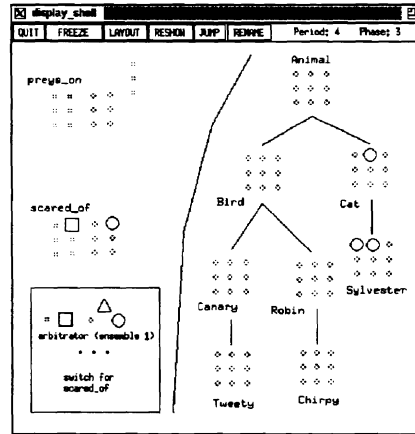 display_shell
QUIT FREEZE LAYOUT RESHOW JUMP RENAME Period: 4 Phase: 3
Animal
preys_on
Bird Cat
scared_of
Sylvester
Canary Robin
arbitrator (ensemble 1)
switch for
scared_of
Tweety Chirpy